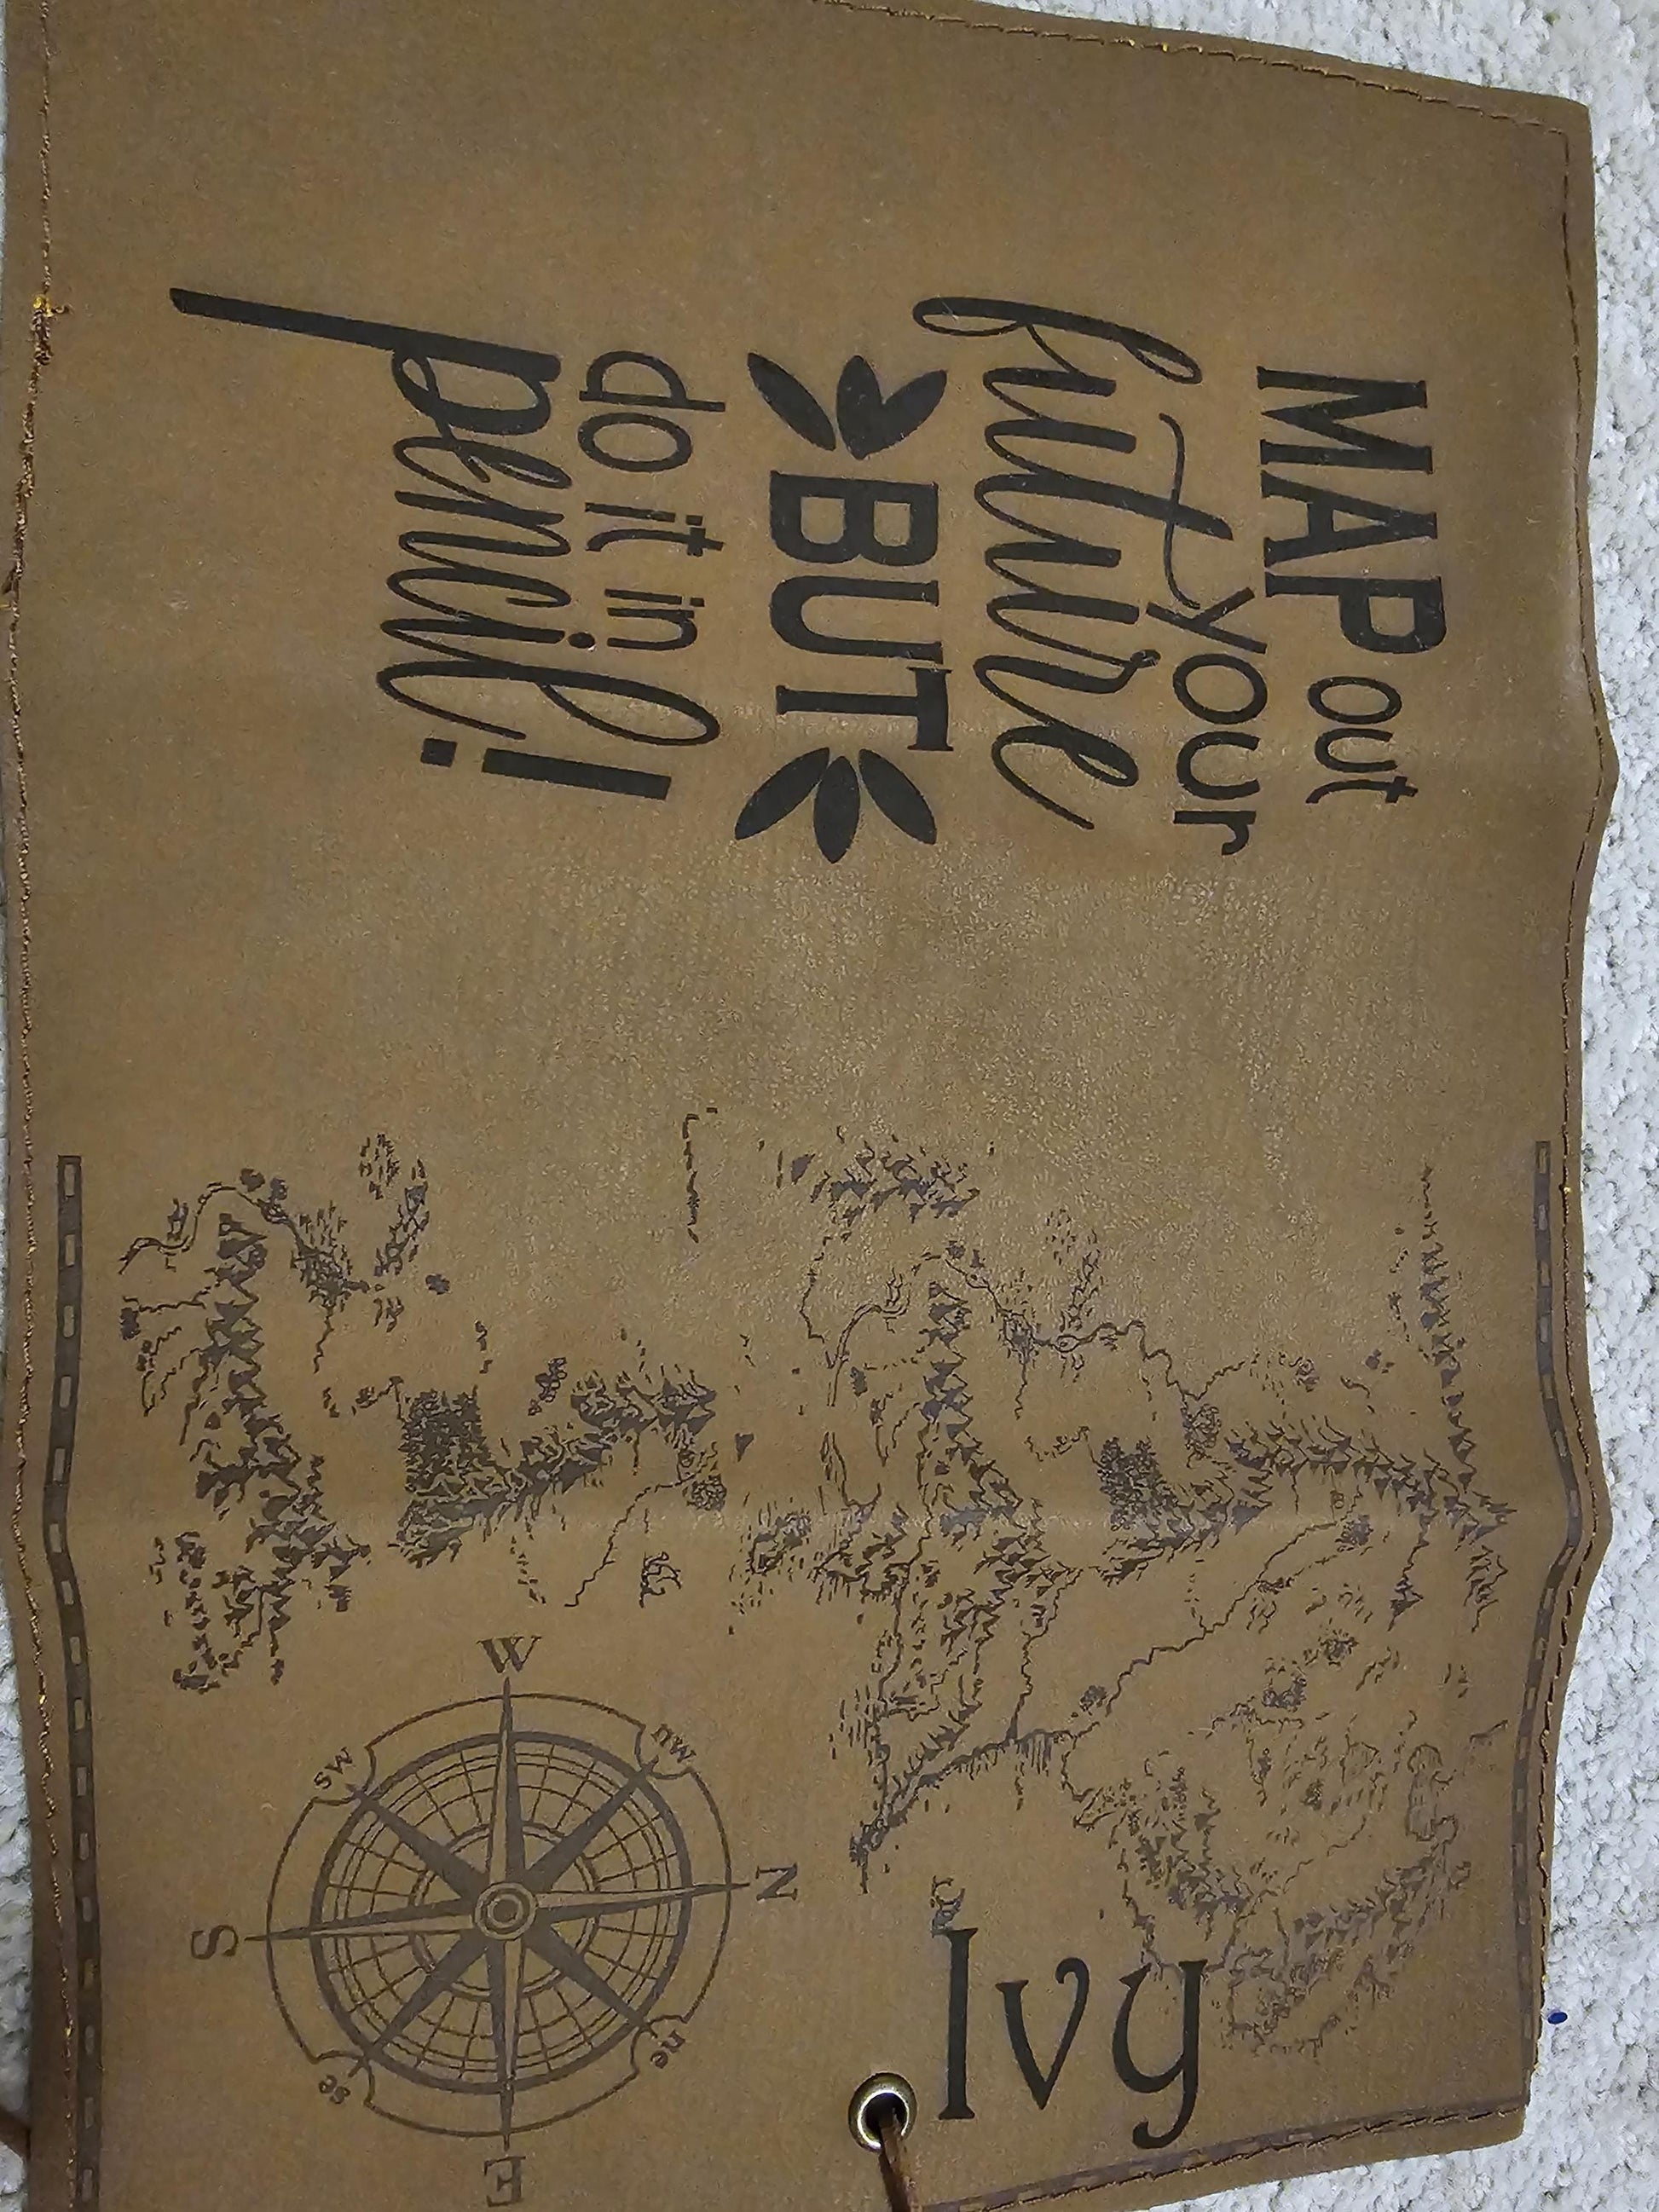 MAP out
your
future
BUT
do it in
pencil!
Ivy
N
nw ne
W E
sw se
S